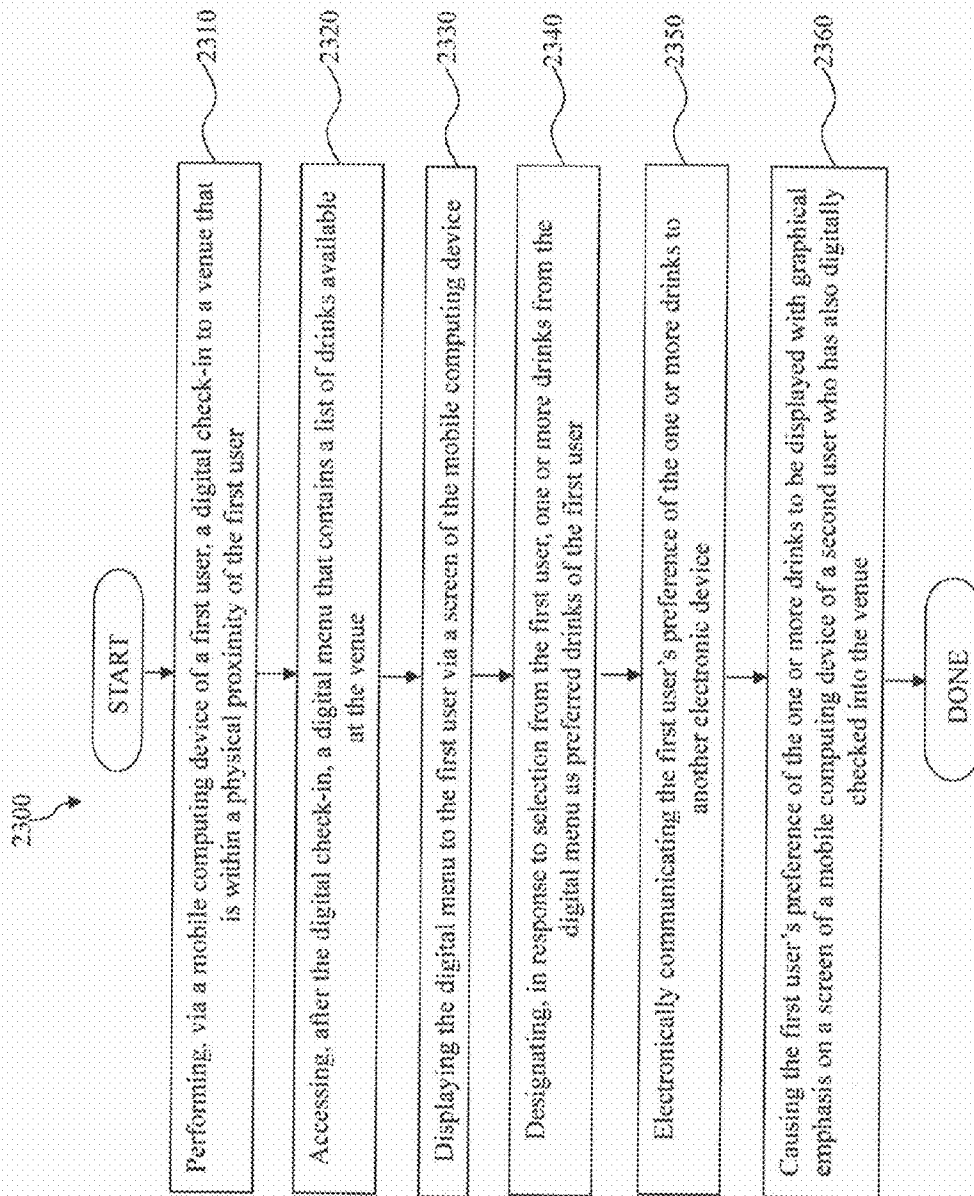 2300
START
Performing, via a mobile computing device of a first user, a digital check-in to a venue that
is within a physical proximity of the first user
2310
Accessing, after the digital check-in, a digital menu that contains a list of drinks available
at the venue
2320
Displaying the digital menu to the first user via a screen of the mobile computing device
2330
Designating, in response to selection from the first user, one or more drinks from the
digital menu as preferred drinks of the first user
2340
Electronically communicating the first user's preference of the one or more drinks to
another electronic device
2350
Causing the first user's preference of the one or more drinks to be displayed with graphical
emphasis on a screen of a mobile computing device of a second user who has also digitally
checked into the venue
2360
DONE